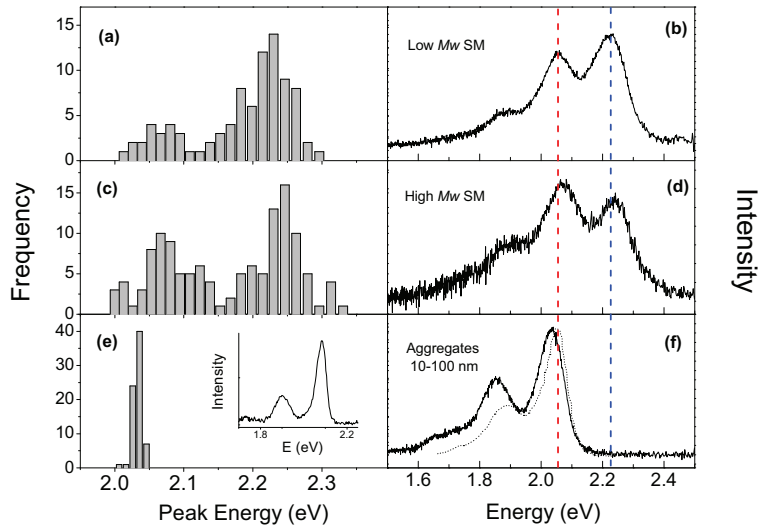 (a)
(b)
Low Mw SM
15
10
5
0
(c)
(d)
High Mw SM
15
10
5
0
Frequency
Intensity
(e)
(f)
Aggregates
10-100 nm
40
30
20
10
0
Intensity
1.8
2.2
E (eV)
2.0
2.1
2.2
2.3
1.6
1.8
2.0
2.2
2.4
Peak Energy (eV)
Energy (eV)